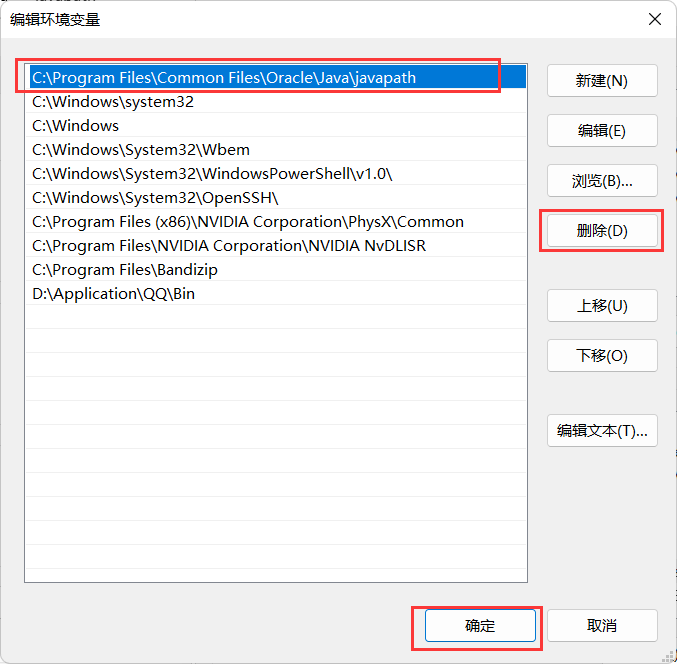 编辑环境变量
C:\Program Files\Common Files\Oracle\Java\javapath
C:\Windows\system32
C:\Windows
C:\Windows\System32\Wbem
C:\Windows\System32\WindowsPowerShell\v1.0\
C:\Windows\System32\OpenSSH\
C:\Program Files (x86)\NVIDIA Corporation\PhysX\Common
C:\Program Files\NVIDIA Corporation\NVIDIA NvDLISR
C:\Program Files\Bandizip
D:\Application\QQ\Bin
新建(N)
编辑(E)
浏览(B)...
删除(D)
上移(U)
下移(O)
编辑文本(T)...
确定
取消